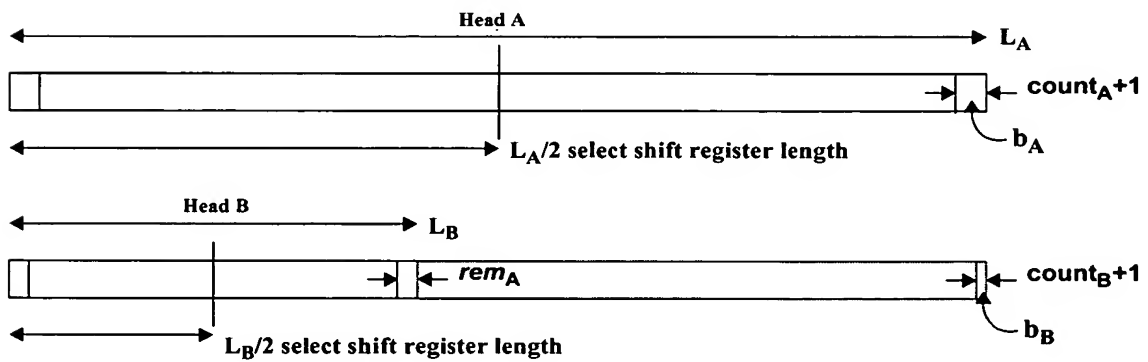 Head A
L_A
count_A+1
b_A
L_A/2 select shift register length
Head B
L_B
rem_A
count_B+1
b_B
L_B/2 select shift register length